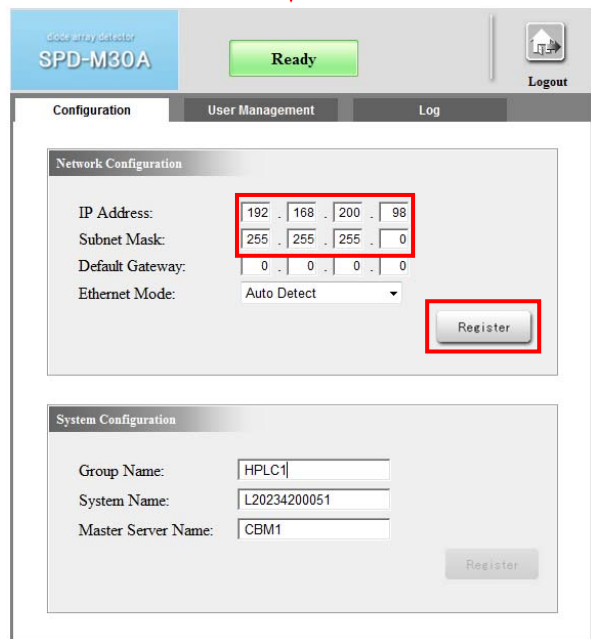 diode array detector
SPD-M30A
Ready
Logout
Configuration User Management Log
Network Configuration
IP Address: 192 . 168 . 200 . 98
Subnet Mask: 255 . 255 . 255 . 0
Default Gateway: 0 . 0 . 0 . 0
Ethernet Mode: Auto Detect
Register
System Configuration
Group Name: HPLC1
System Name: L20234200051
Master Server Name: CBM1
Register